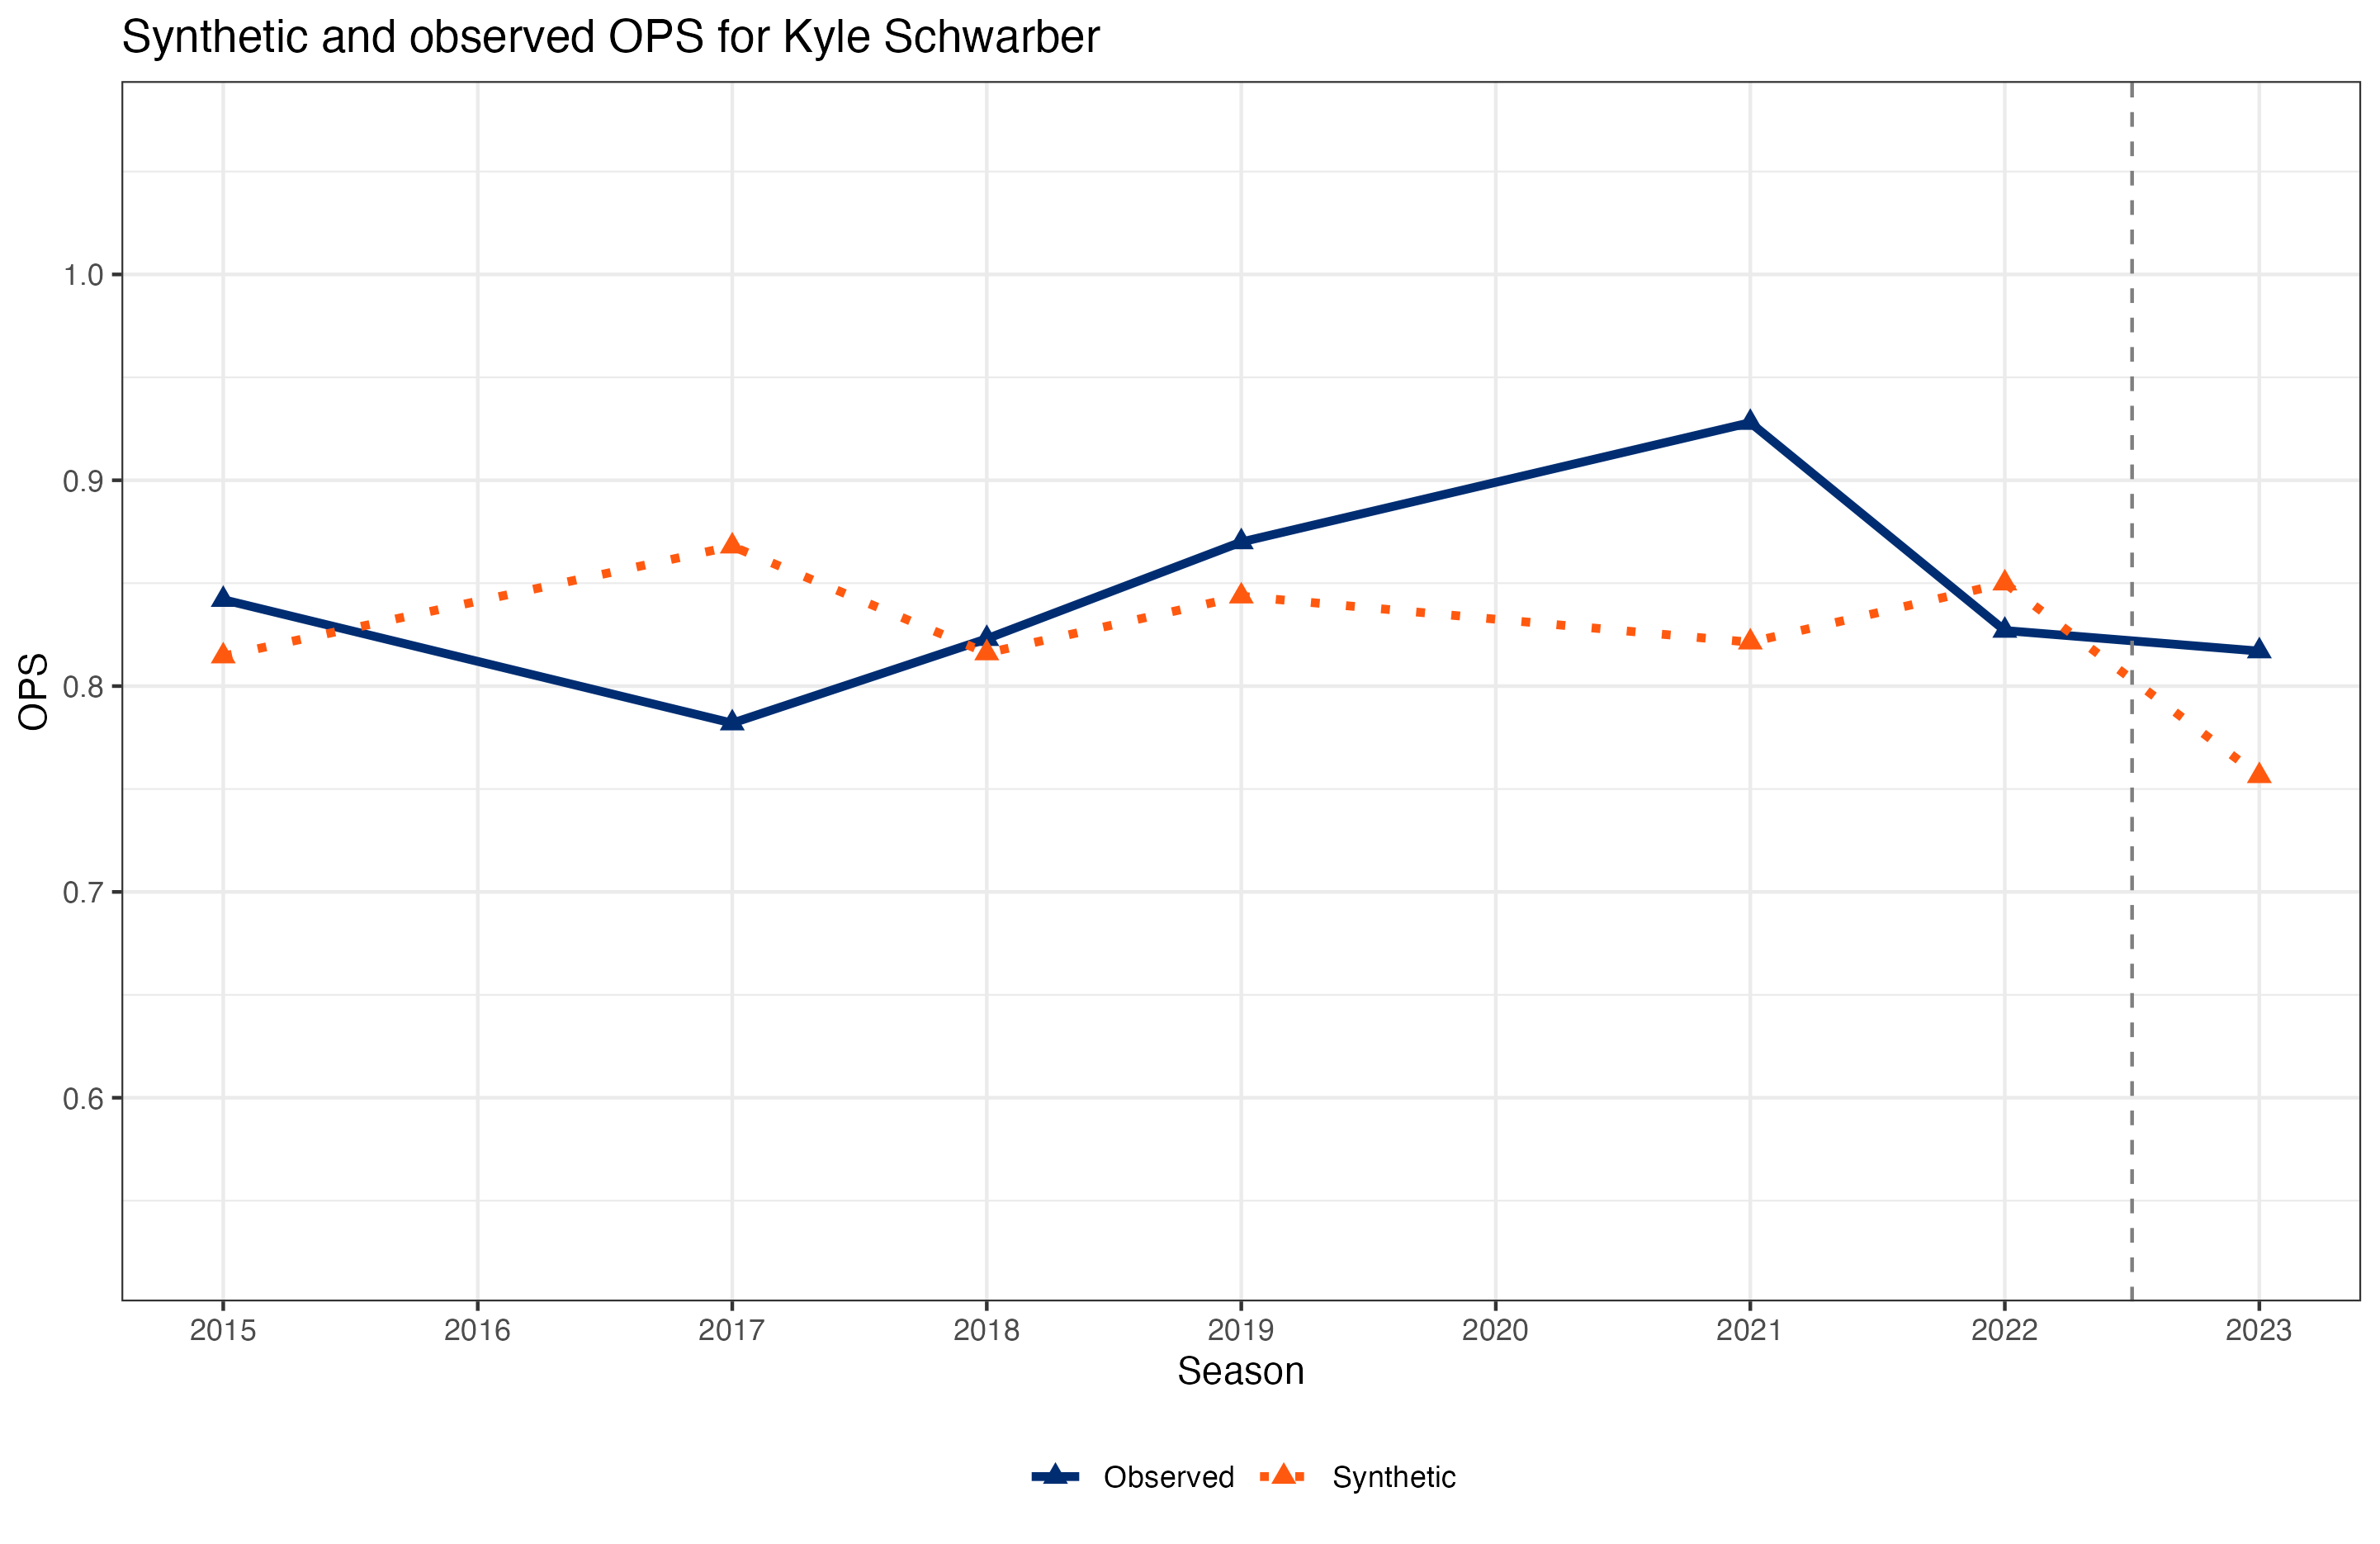 Synthetic and observed OPS for Kyle Schwarber
OPS
1.0
0.9
0.8
0.7
0.6
2015 2016 2017 2018 2019 2020 2021 2022 2023
Season
Observed Synthetic